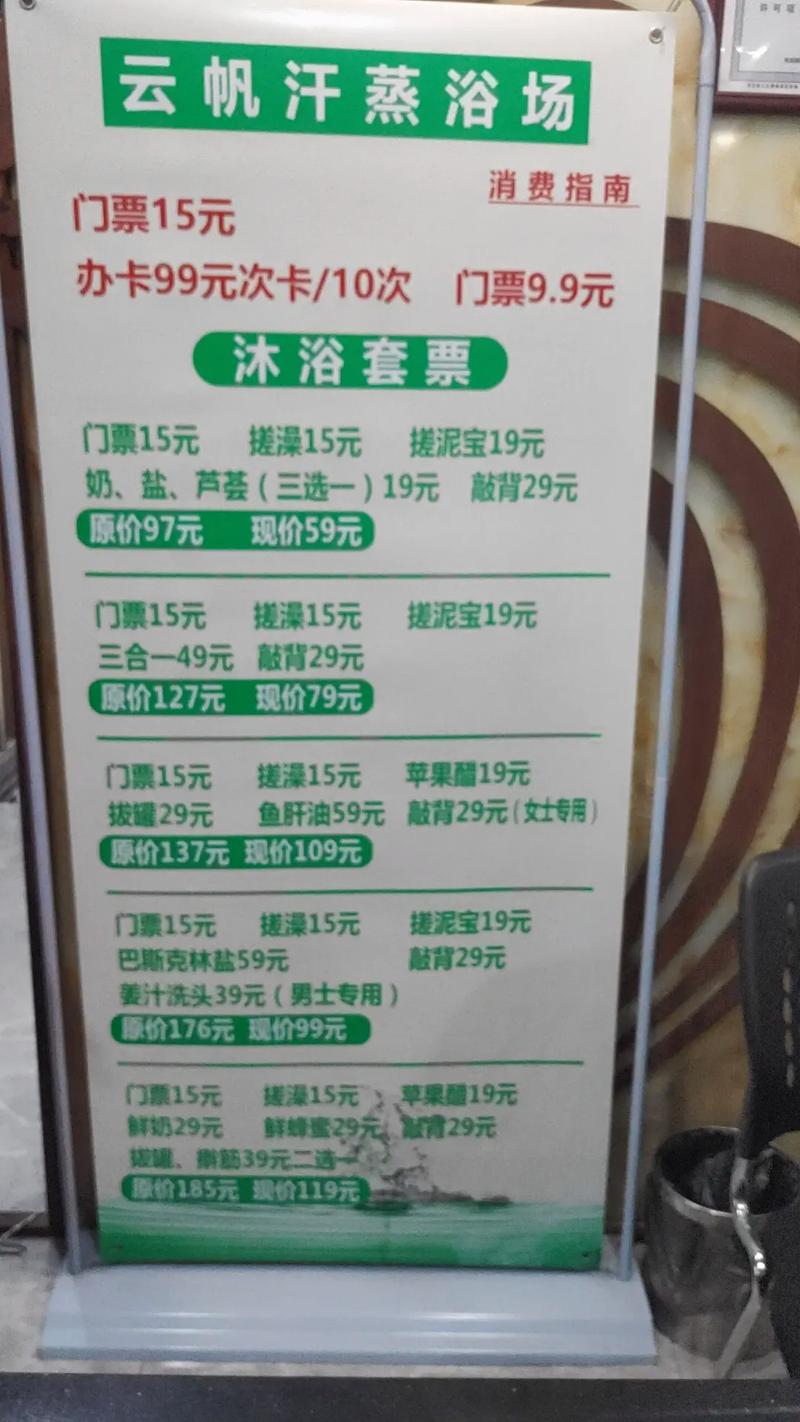 许可项
云帆汗蒸浴场
消费指南
门票15元
办卡99元次卡/10次 门票9.9元
沐浴套票
门票15元 搓澡15元 搓泥宝19元
奶、盐、芦荟（三选一）19元 敲背29元
原价97元 现价59元
门票15元 搓澡15元 搓泥宝19元
三合一49元 敲背29元
原价127元 现价79元
门票15元 搓澡15元 苹果醋19元
拔罐29元 鱼肝油59元 敲背29元（女士专用）
原价137元 现价109元
门票15元 搓澡15元 搓泥宝19元
巴斯克林盐59元 敲背29元
姜汁洗头39元（男士专用）
原价176元 现价99元
门票15元 搓澡15元 苹果醋19元
鲜奶29元 鲜蜂蜜29元 敲背29元
拔罐、擀筋39元二选一
原价185元 现价119元